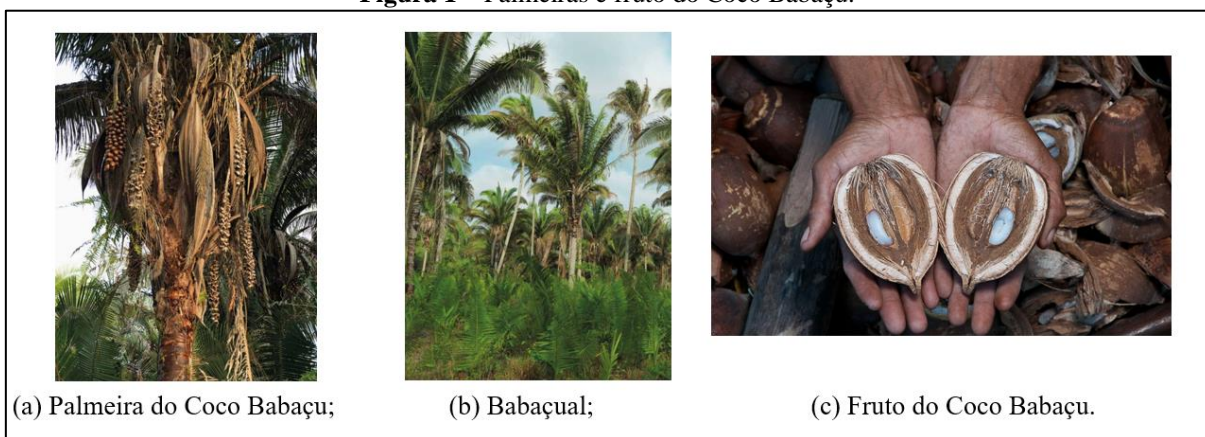 Figura 1 – Palmeiras e fruto do Coco Babaçu.
(a) Palmeira do Coco Babaçu;
(b) Babaçual;
(c) Fruto do Coco Babaçu.